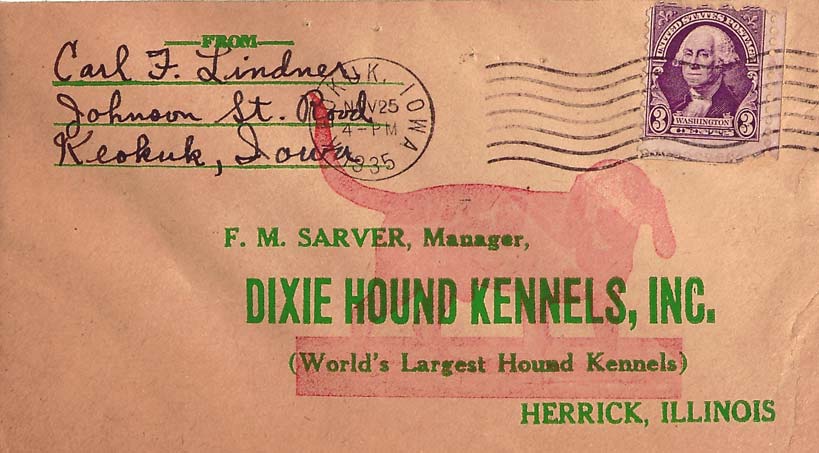 FROM
Carl F. Lindner
Johnson St. Road
Keokuk, Iowa
KEOKUK, IOWA
NOV 25
4-PM
1935
UNITED STATES POSTAGE
WASHINGTON
3 CENTS 3
F. M. SARVER, Manager,
DIXIE HOUND KENNELS, INC.
(World's Largest Hound Kennels)
HERRICK, ILLINOIS